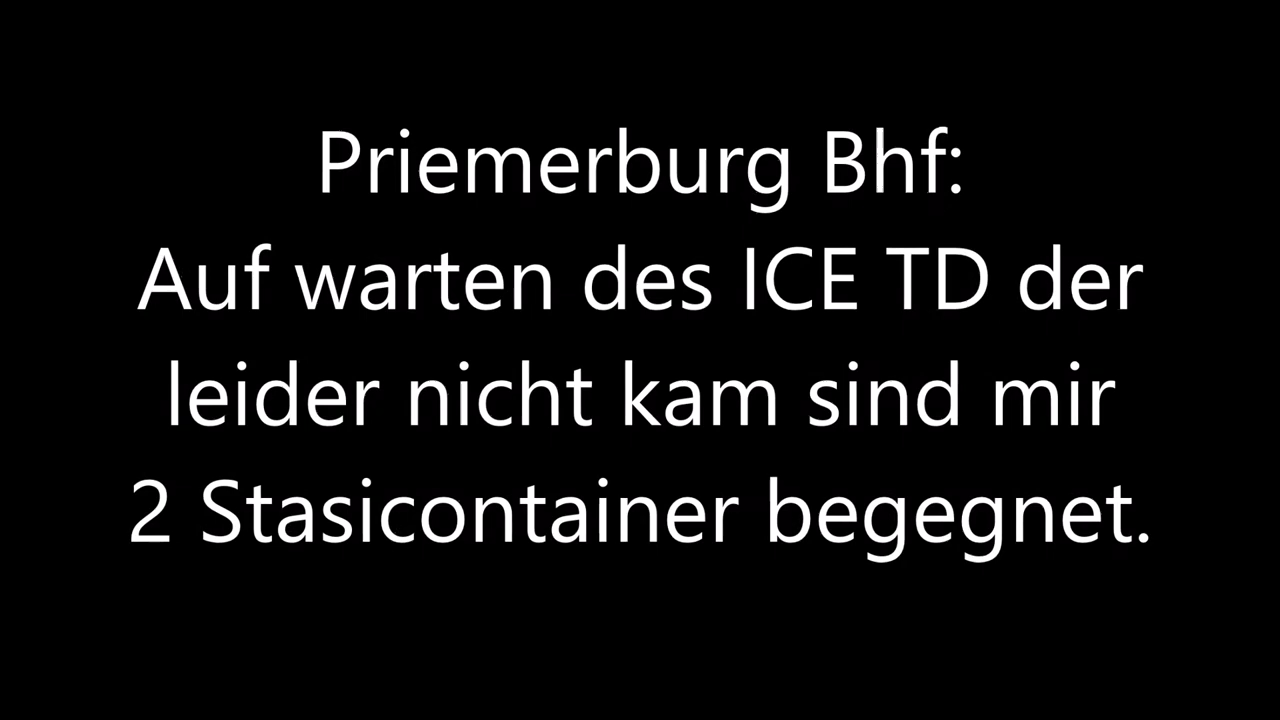 Priemerburg Bhf:
Auf warten des ICE TD der
leider nicht kam sind mir
2 Stasicontainer begegnet.